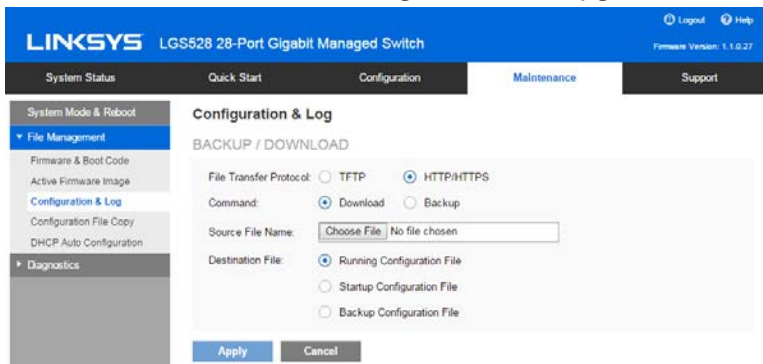 Logout Help
LINKSYS LGS528 28-Port Gigabit Managed Switch
Firmware Version: 1.1.0.27
System Status Quick Start Configuration Maintenance Support
System Mode & Reboot
File Management
Firmware & Boot Code
Active Firmware Image
Configuration & Log
Configuration File Copy
DHCP Auto Configuration
Diagnostics
Configuration & Log
BACKUP / DOWNLOAD
File Transfer Protocol: TFTP HTTP/HTTPS
Command: Download Backup
Source File Name: Choose File No file chosen
Destination File: Running Configuration File
Startup Configuration File
Backup Configuration File
Apply Cancel